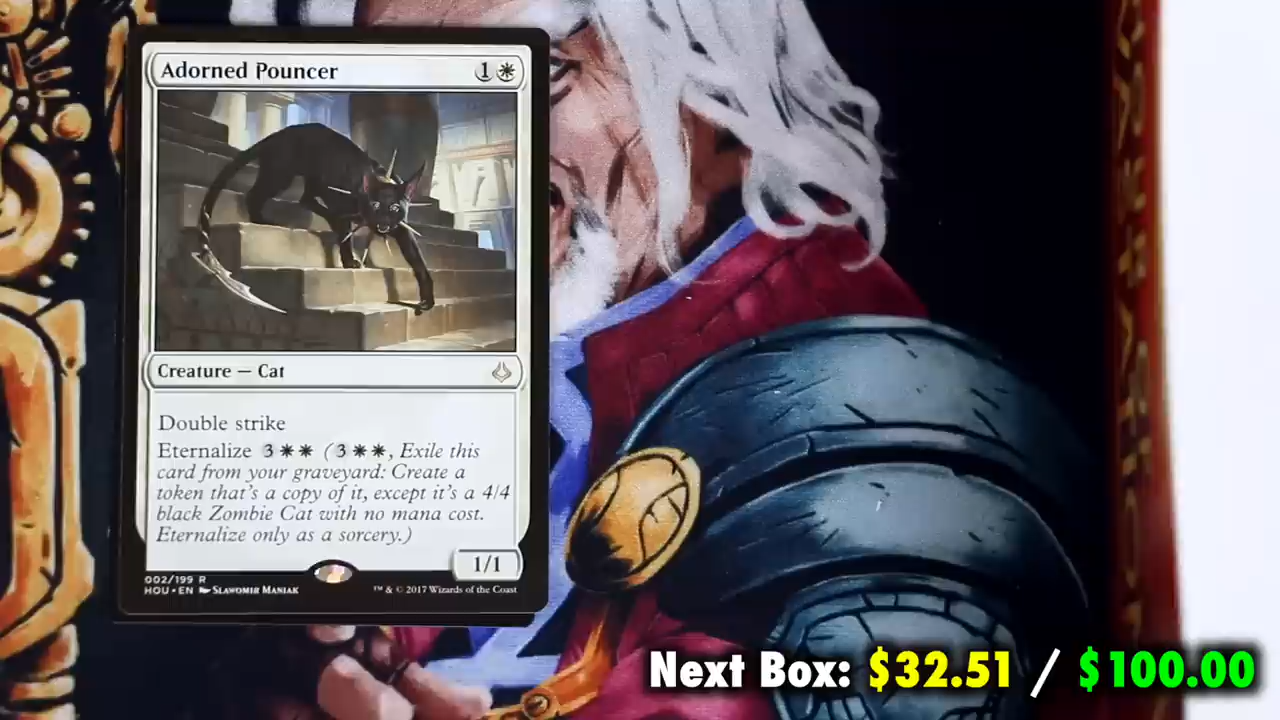 Adorned Pouncer 1
Creature — Cat
Double strike
Eternalize 3 (3, Exile this
card from your graveyard: Create a
token that's a copy of it, except it's a 4/4
black Zombie Cat with no mana cost.
Eternalize only as a sorcery.)
1/1
002/199 R
HOU • EN Slawomir Maniak ™ & © 2017 Wizards of the Coast
Next Box: $32.51 / $100.00